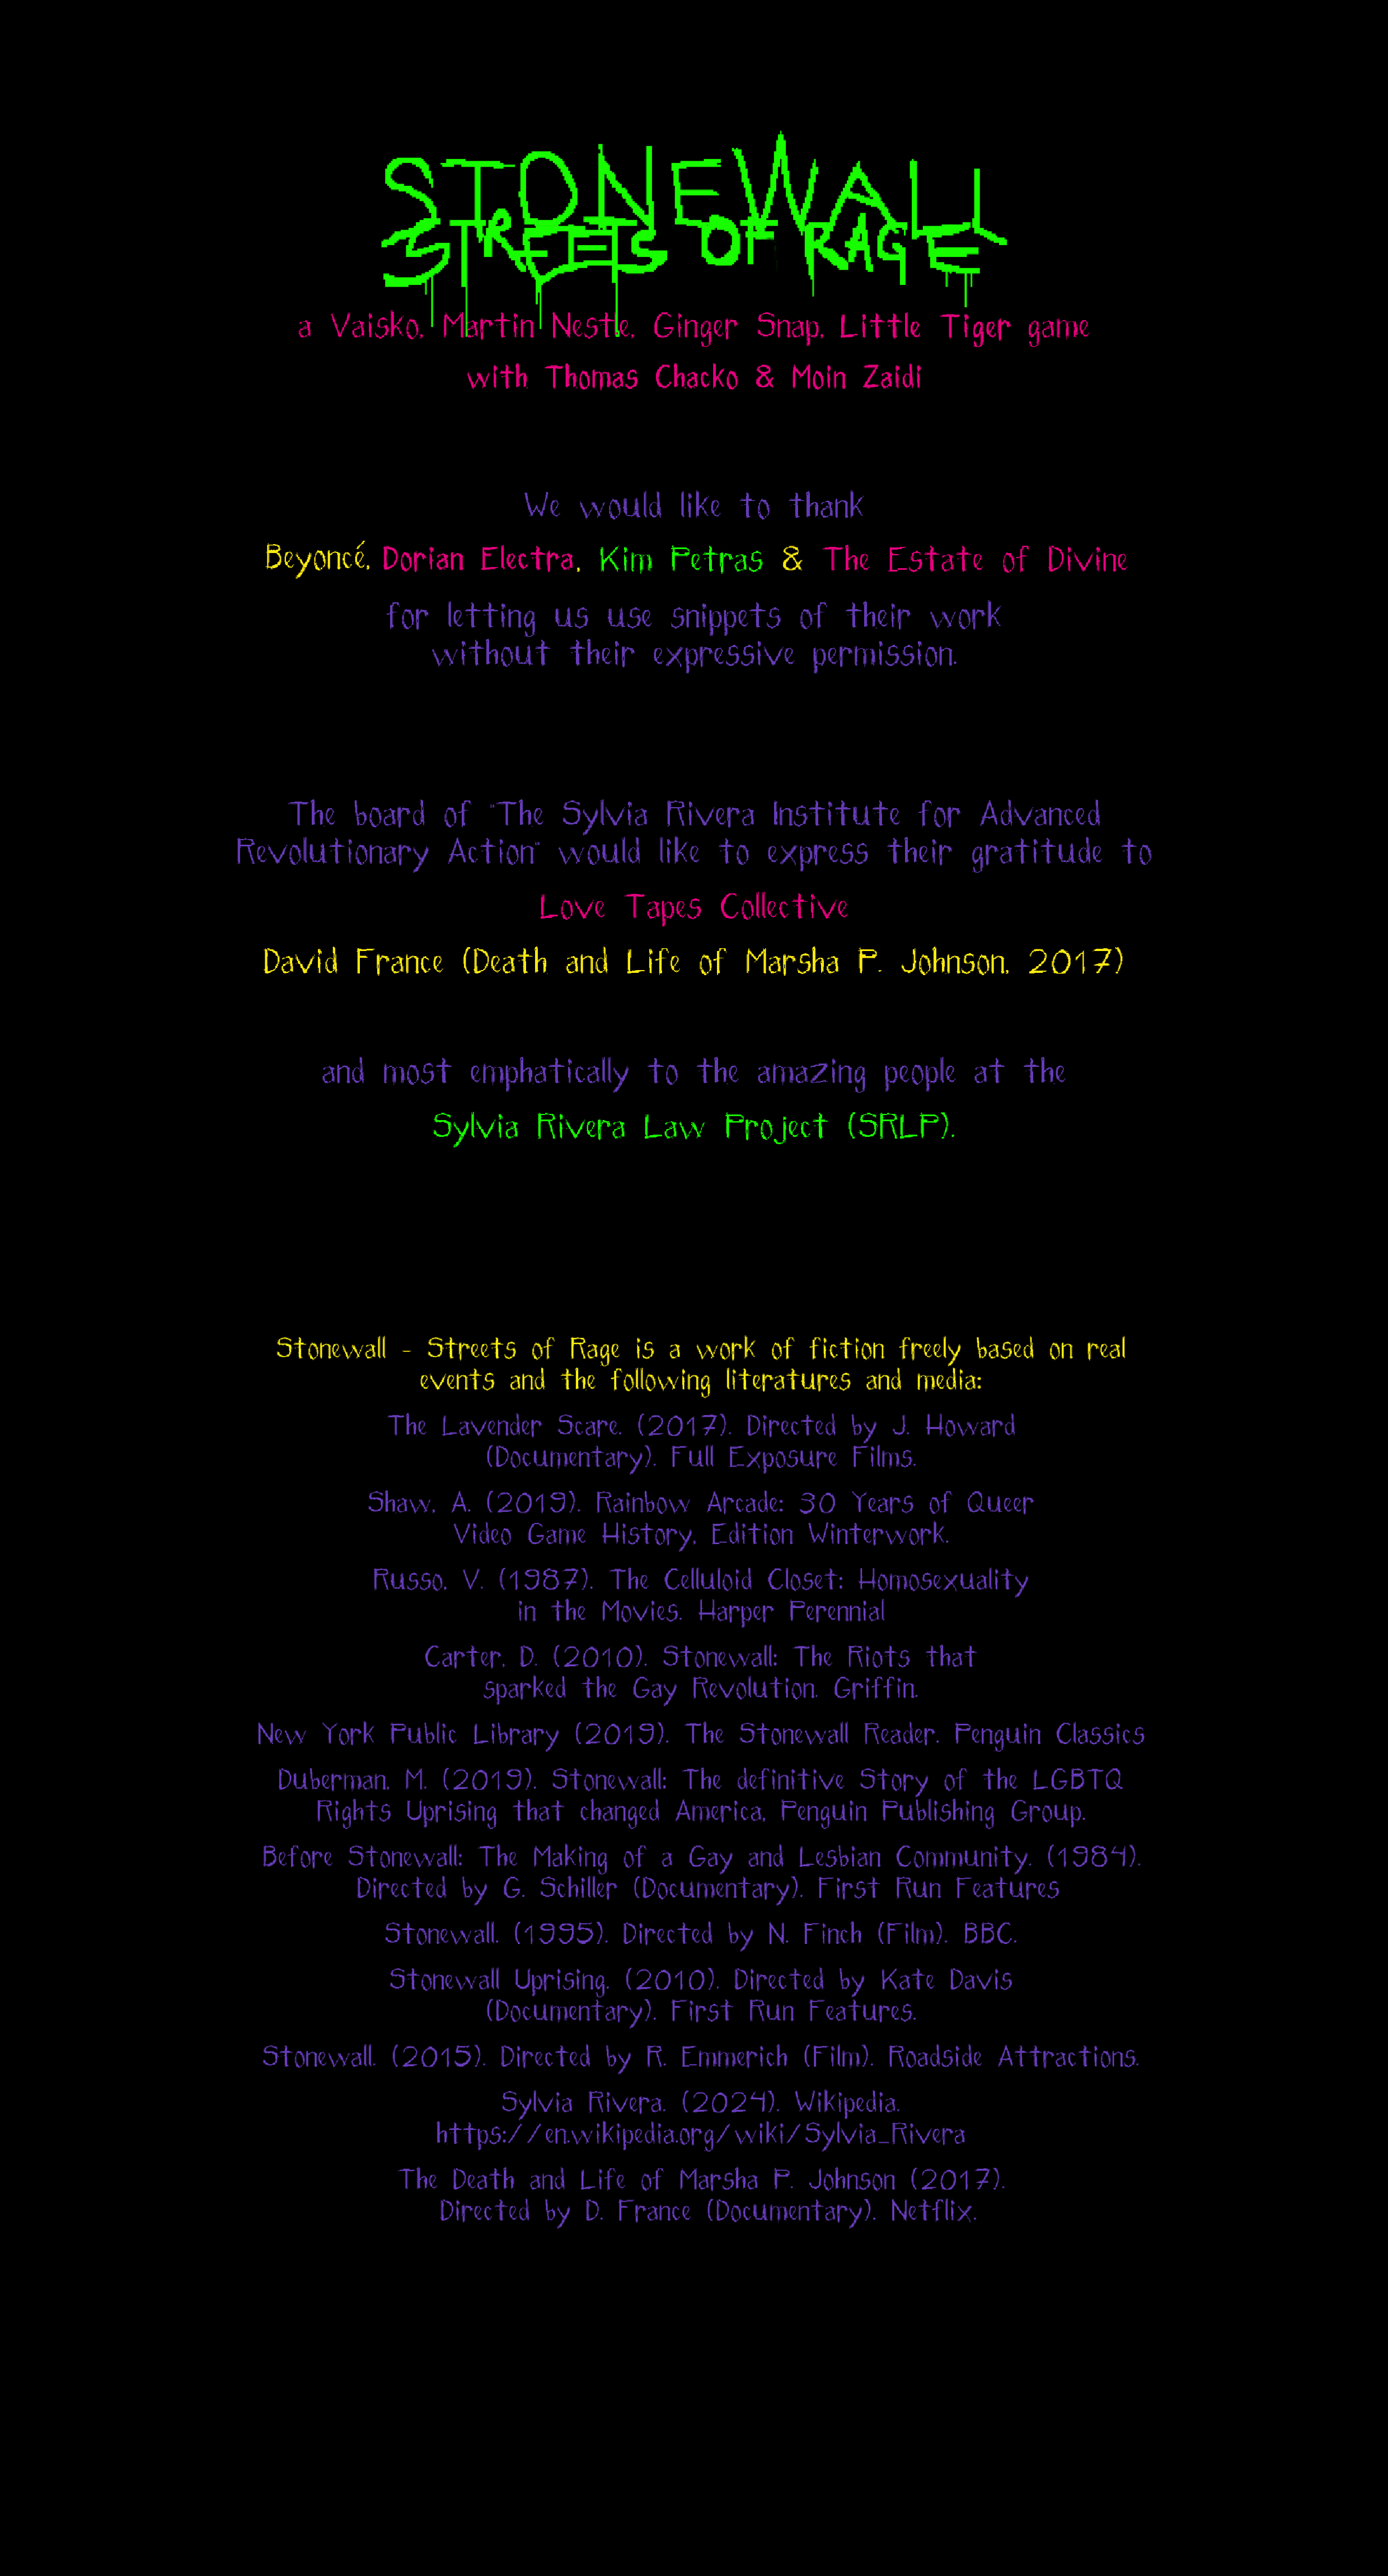 STONEWALL
STREETS OF RAGE
a Vaisko, Martin Nestle, Ginger Snap, Little Tiger game
with Thomas Chacko & Moin Zaidi
We would like to thank
Beyoncé, Dorian Electra, Kim Petras & The Estate of Divine
for letting us use snippets of their work
without their expressive permission.
The board of "The Sylvia Rivera Institute for Advanced
Revolutionary Action" would like to express their gratitude to
Love Tapes Collective
David France (Death and Life of Marsha P. Johnson, 2017)
and most emphatically to the amazing people at the
Sylvia Rivera Law Project (SRLP).
Stonewall - Streets of Rage is a work of fiction freely based on real
events and the following literatures and media:
The Lavender Scare. (2017). Directed by J. Howard
(Documentary). Full Exposure Films.
Shaw, A. (2019). Rainbow Arcade: 30 Years of Queer
Video Game History, Edition Winterwork.
Russo, V. (1987). The Celluloid Closet: Homosexuality
in the Movies. Harper Perennial
Carter, D. (2010). Stonewall: The Riots that
sparked the Gay Revolution. Griffin.
New York Public Library (2019). The Stonewall Reader. Penguin Classics
Duberman, M. (2019). Stonewall: The definitive Story of the LGBTQ
Rights Uprising that changed America, Penguin Publishing Group.
Before Stonewall: The Making of a Gay and Lesbian Community. (1984).
Directed by G. Schiller (Documentary). First Run Features
Stonewall. (1995). Directed by N. Finch (Film). BBC.
Stonewall Uprising. (2010). Directed by Kate Davis
(Documentary). First Run Features.
Stonewall. (2015). Directed by R. Emmerich (Film). Roadside Attractions.
Sylvia Rivera. (2024). Wikipedia.
https://en.wikipedia.org/wiki/Sylvia_Rivera
The Death and Life of Marsha P. Johnson (2017).
Directed by D. France (Documentary). Netflix.